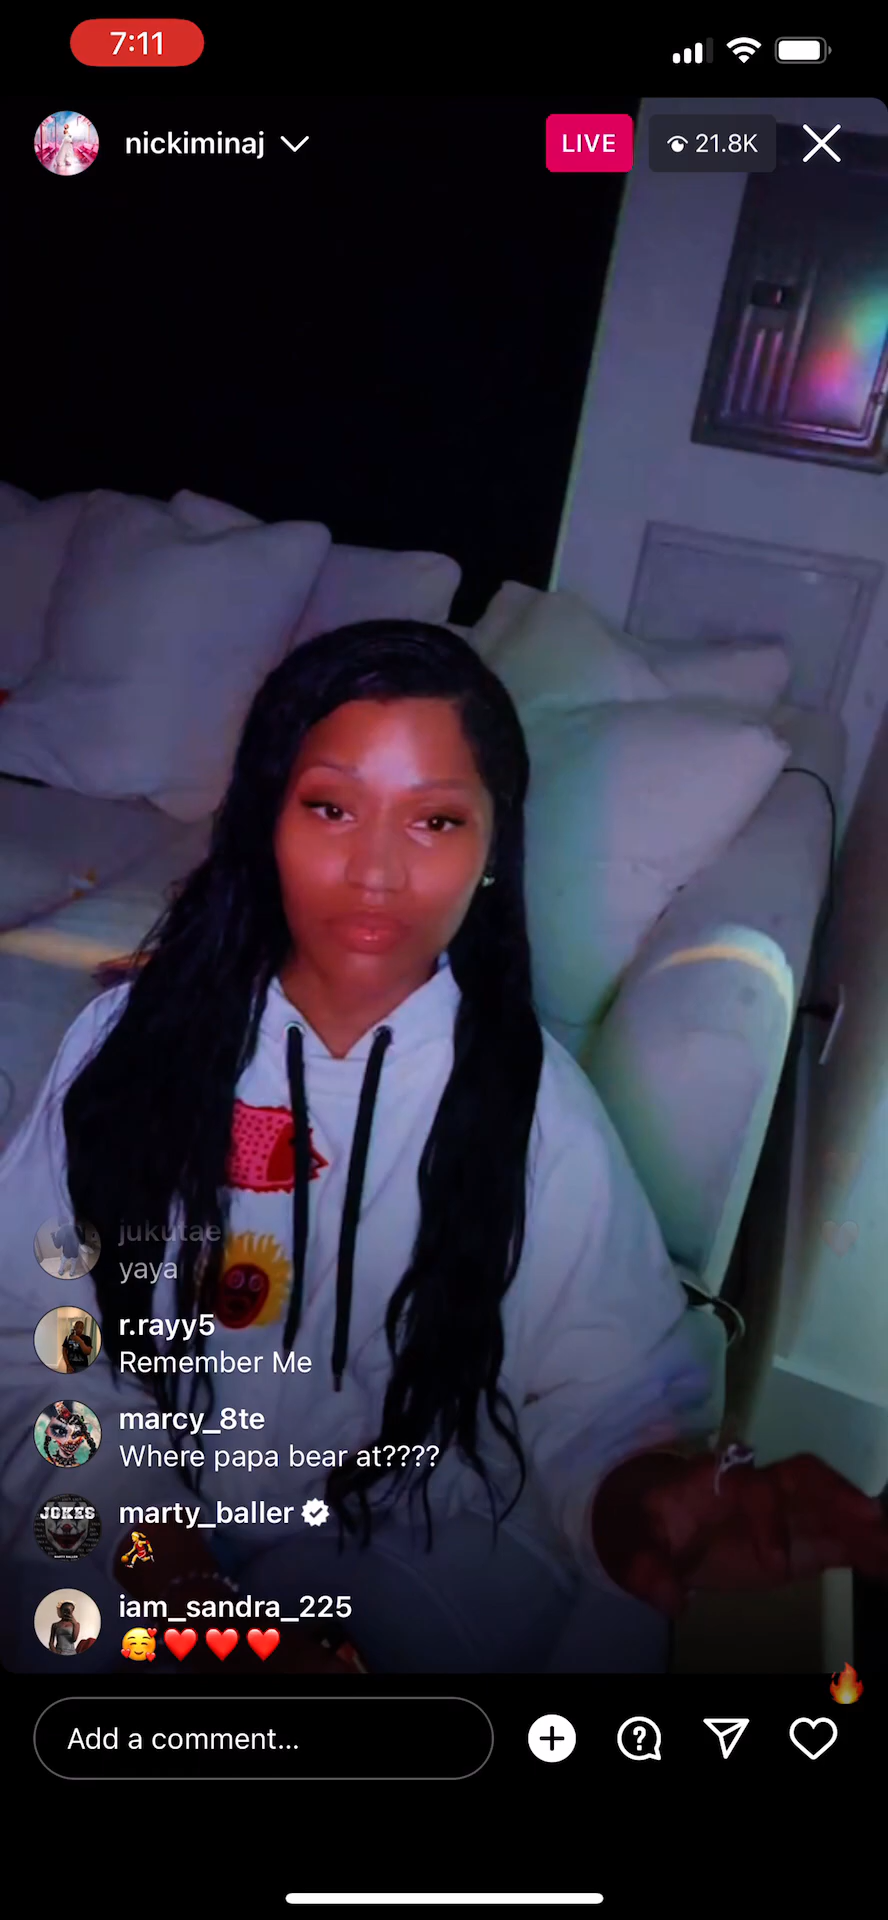 7:11
nickiminaj
LIVE
21.8K
jukutae
yaya
r.rayy5
Remember Me
marcy_8te
Where papa bear at????
JOKES
marty_baller
🤾
iam_sandra_225
🥰❤️❤️❤️
🔥
Add a comment...